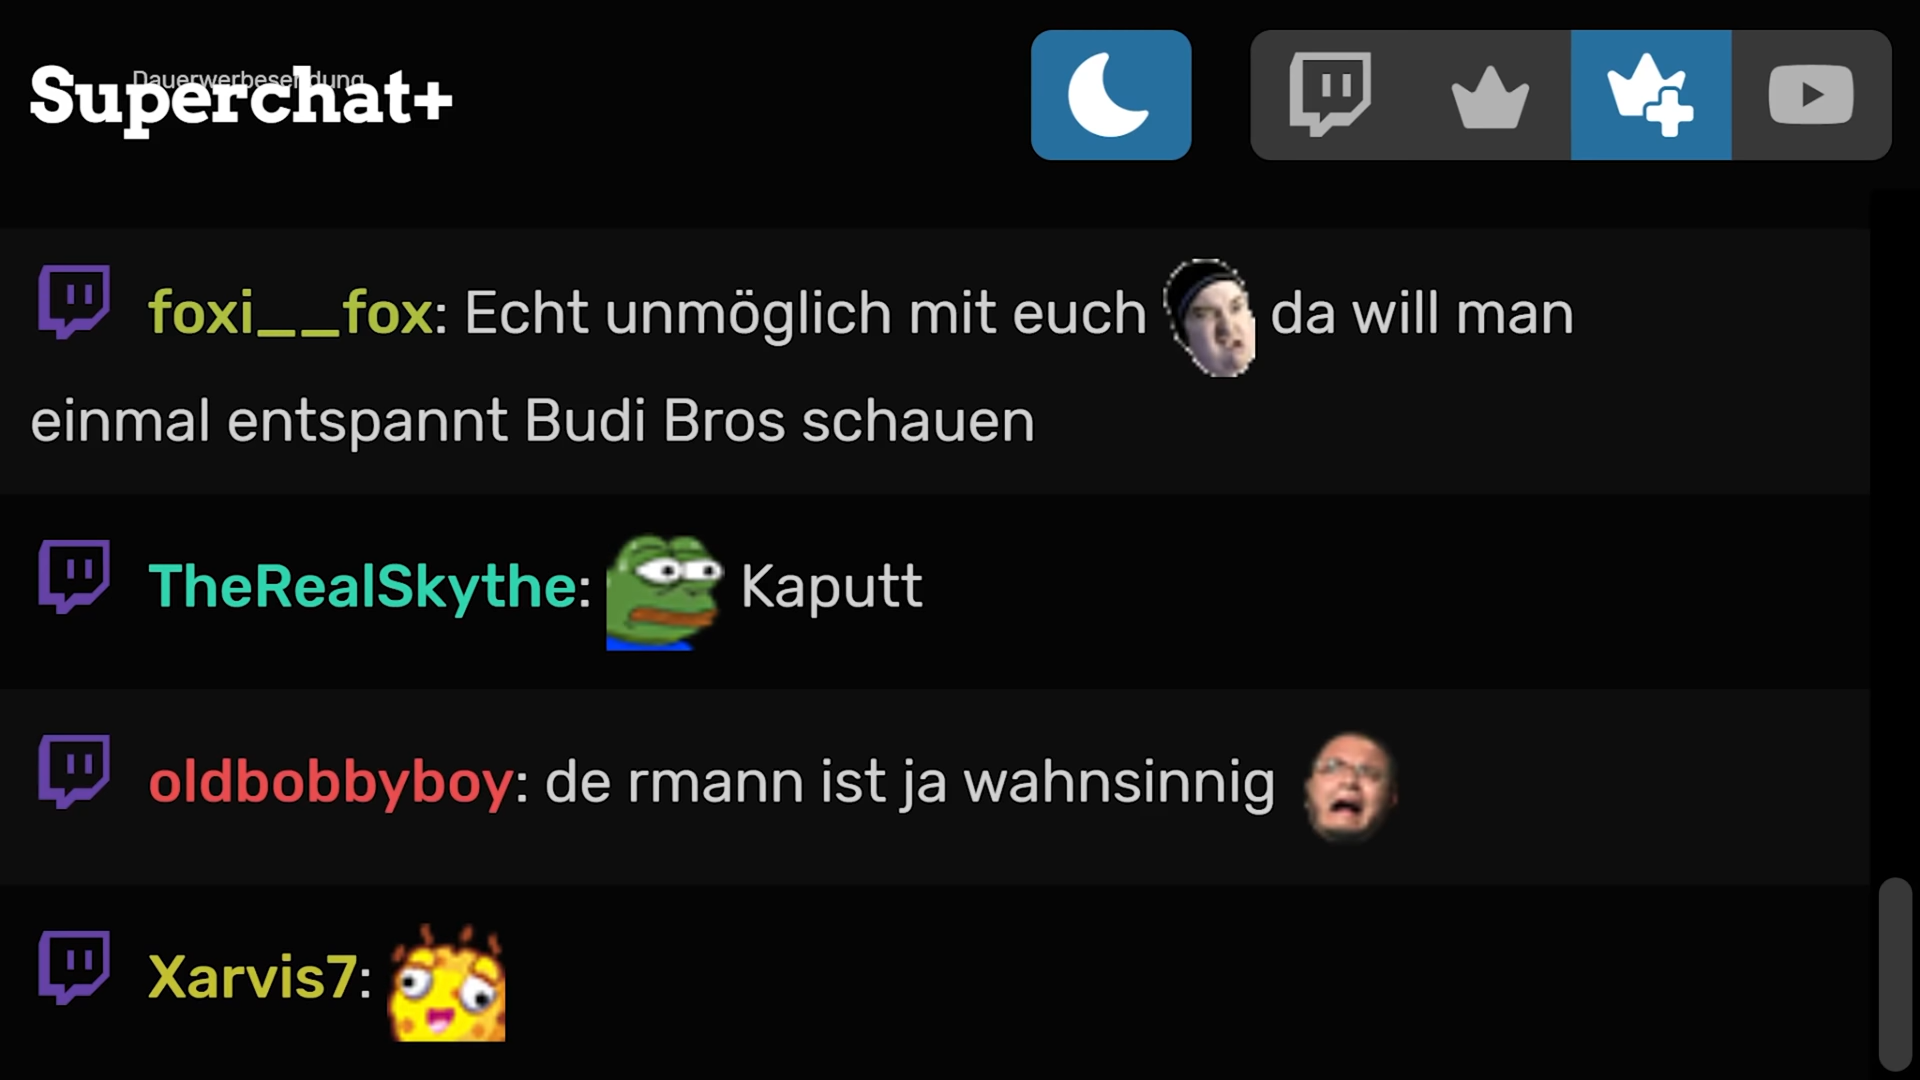 Dauerwerbesendung
Superchat+
foxi__fox: Echt unmöglich mit euch da will man
einmal entspannt Budi Bros schauen
TheRealSkythe: Kaputt
oldbobbyboy: de rmann ist ja wahnsinnig
Xarvis7: